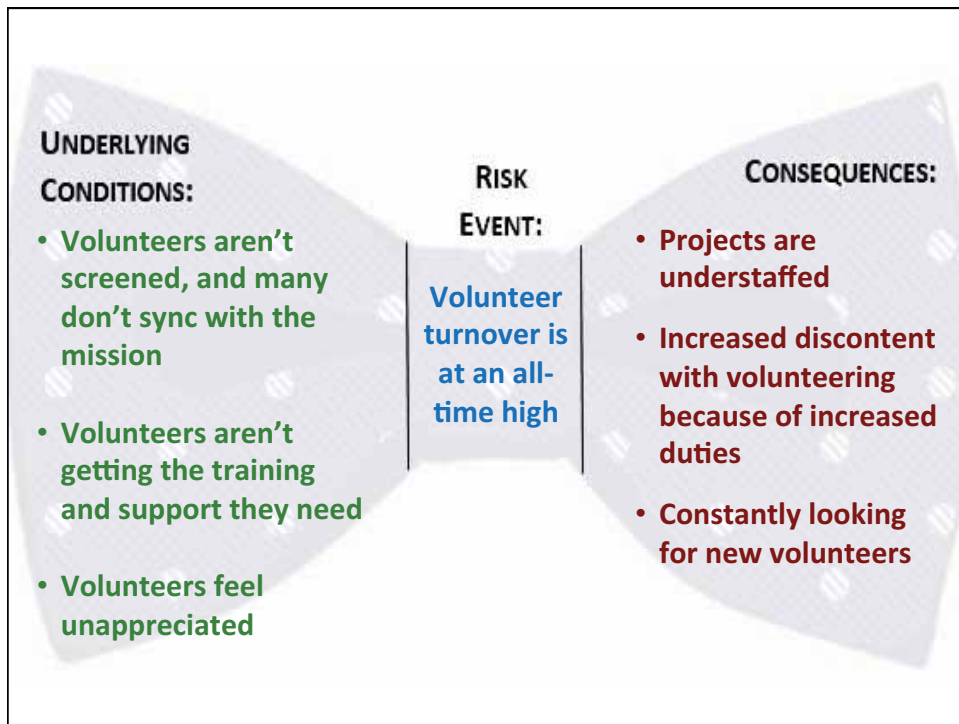 UNDERLYING
CONDITIONS:
• Volunteers aren’t
screened, and many
don’t sync with the
mission
• Volunteers aren’t
getting the training
and support they need
• Volunteers feel
unappreciated
RISK
EVENT:
Volunteer
turnover is
at an all-
time high
CONSEQUENCES:
• Projects are
understaffed
• Increased discontent
with volunteering
because of increased
duties
• Constantly looking
for new volunteers